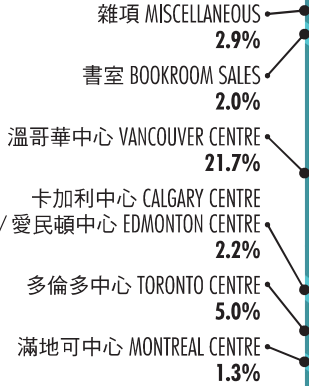 雜項 MISCELLANEOUS
2.9%
書室 BOOKROOM SALES
2.0%
溫哥華中心 VANCOUVER CENTRE
21.7%
卡加利中心 CALGARY CENTRE
/ 愛民頓中心 EDMONTON CENTRE
2.2%
多倫多中心 TORONTO CENTRE
5.0%
滿地可中心 MONTREAL CENTRE
1.3%